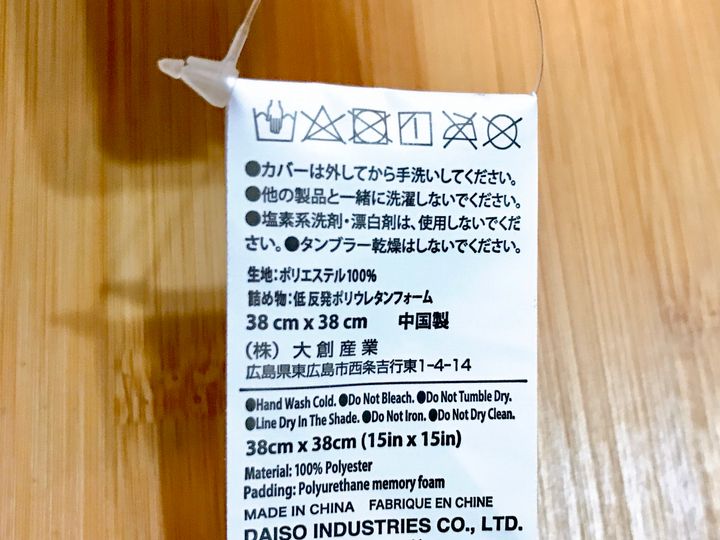 ●カバーは外してから手洗いしてください。
●他の製品と一緒に洗濯しないでください。
●塩素系洗剤・漂白剤は、使用しないでくだ
さい。●タンブラー乾燥はしないでください。
生地:ポリエステル100%
詰め物:低反発ポリウレタンフォーム
38 cm x 38 cm 中国製
(株) 大創産業
広島県東広島市西条吉行東1-4-14
●Hand Wash Cold. ●Do Not Bleach. ●Do Not Tumble Dry.
●Line Dry In The Shade. ●Do Not Iron. ●Do Not Dry Clean.
38cm x 38cm (15in x 15in)
Material: 100% Polyester
Padding: Polyurethane memory foam
MADE IN CHINA FABRIQUE EN CHINE
DAISO INDUSTRIES CO., LTD.